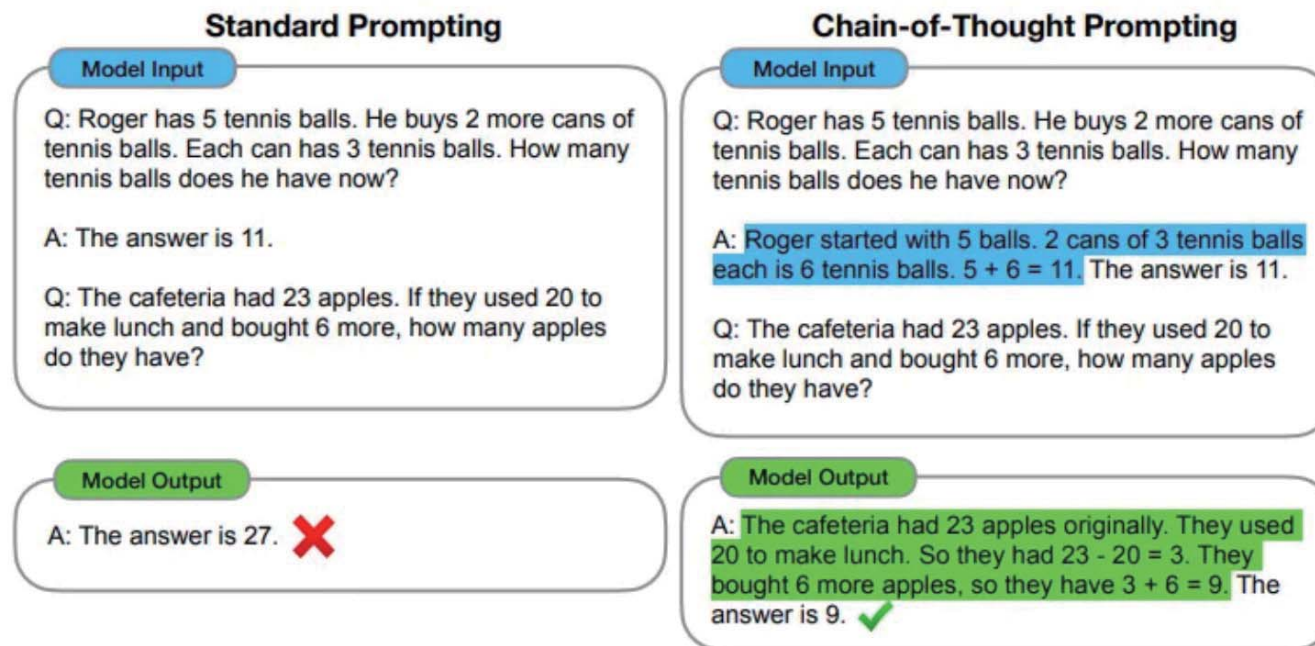 Standard Prompting
Model Input
Q: Roger has 5 tennis balls. He buys 2 more cans of
tennis balls. Each can has 3 tennis balls. How many
tennis balls does he have now?
A: The answer is 11.
Q: The cafeteria had 23 apples. If they used 20 to
make lunch and bought 6 more, how many apples
do they have?
Model Output
A: The answer is 27.
Chain-of-Thought Prompting
Model Input
Q: Roger has 5 tennis balls. He buys 2 more cans of
tennis balls. Each can has 3 tennis balls. How many
tennis balls does he have now?
A: Roger started with 5 balls. 2 cans of 3 tennis balls
each is 6 tennis balls. 5 + 6 = 11. The answer is 11.
Q: The cafeteria had 23 apples. If they used 20 to
make lunch and bought 6 more, how many apples
do they have?
Model Output
A: The cafeteria had 23 apples originally. They used
20 to make lunch. So they had 23 - 20 = 3. They
bought 6 more apples, so they have 3 + 6 = 9. The
answer is 9.